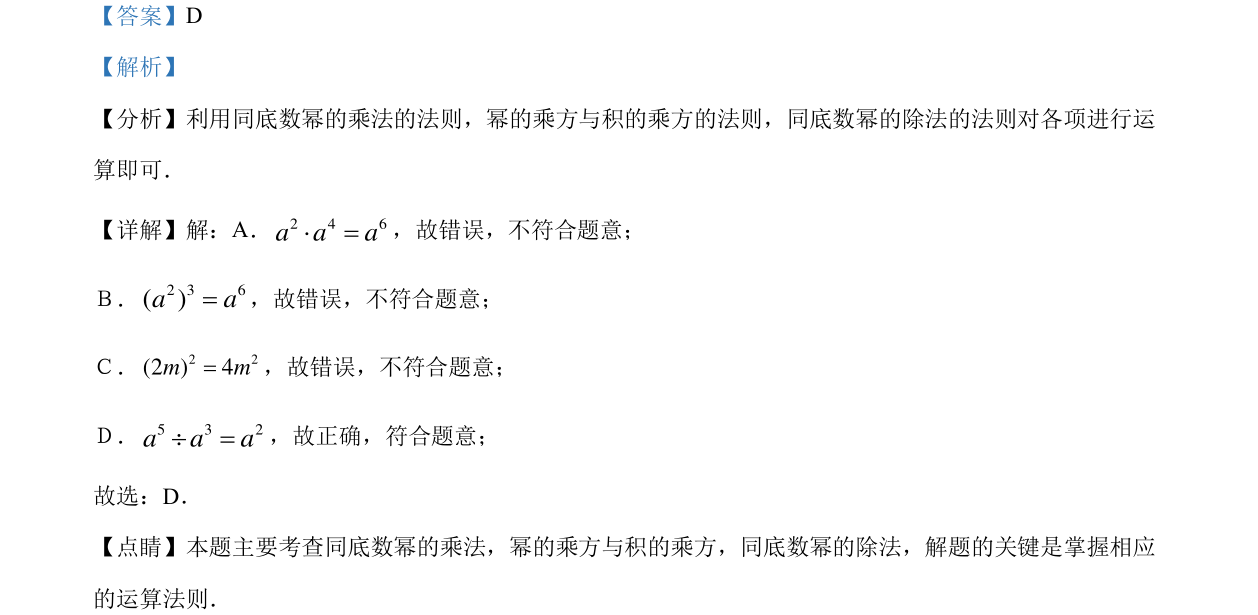 【答案】D
【解析】
【分析】利用同底数幂的乘法的法则，幂的乘方与积的乘方的法则，同底数幂的除法的法则对各项进行运
算即可．
【详解】解：A．a²·a⁴=a⁶，故错误，不符合题意；
B．(a²)³=a⁶，故错误，不符合题意；
C．(2m)²=4m²，故错误，不符合题意；
D．a⁵÷a³=a²，故正确，符合题意；
故选：D．
【点睛】本题主要考查同底数幂的乘法，幂的乘方与积的乘方，同底数幂的除法，解题的关键是掌握相应
的运算法则．